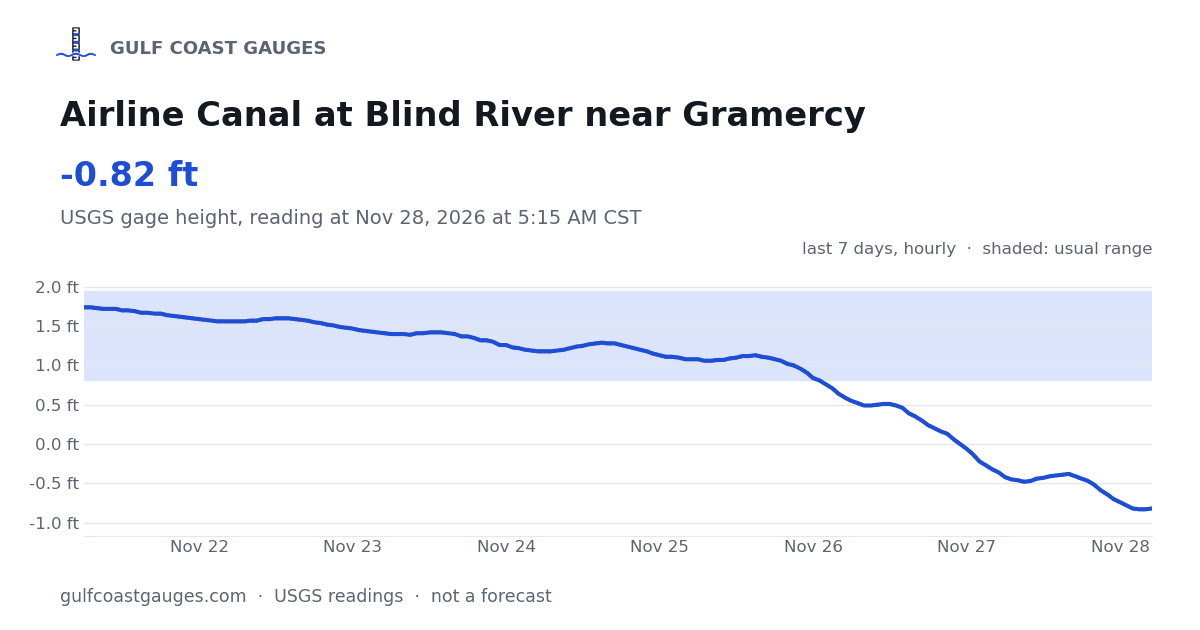 GULF COAST GAUGES
Airline Canal at Blind River near Gramercy
-0.82 ft
USGS gage height, reading at Nov 28, 2026 at 5:15 AM CST
last 7 days, hourly · shaded: usual range
2.0 ft
1.5 ft
1.0 ft
0.5 ft
0.0 ft
-0.5 ft
-1.0 ft
Nov 22 Nov 23 Nov 24 Nov 25 Nov 26 Nov 27 Nov 28
gulfcoastgauges.com · USGS readings · not a forecast